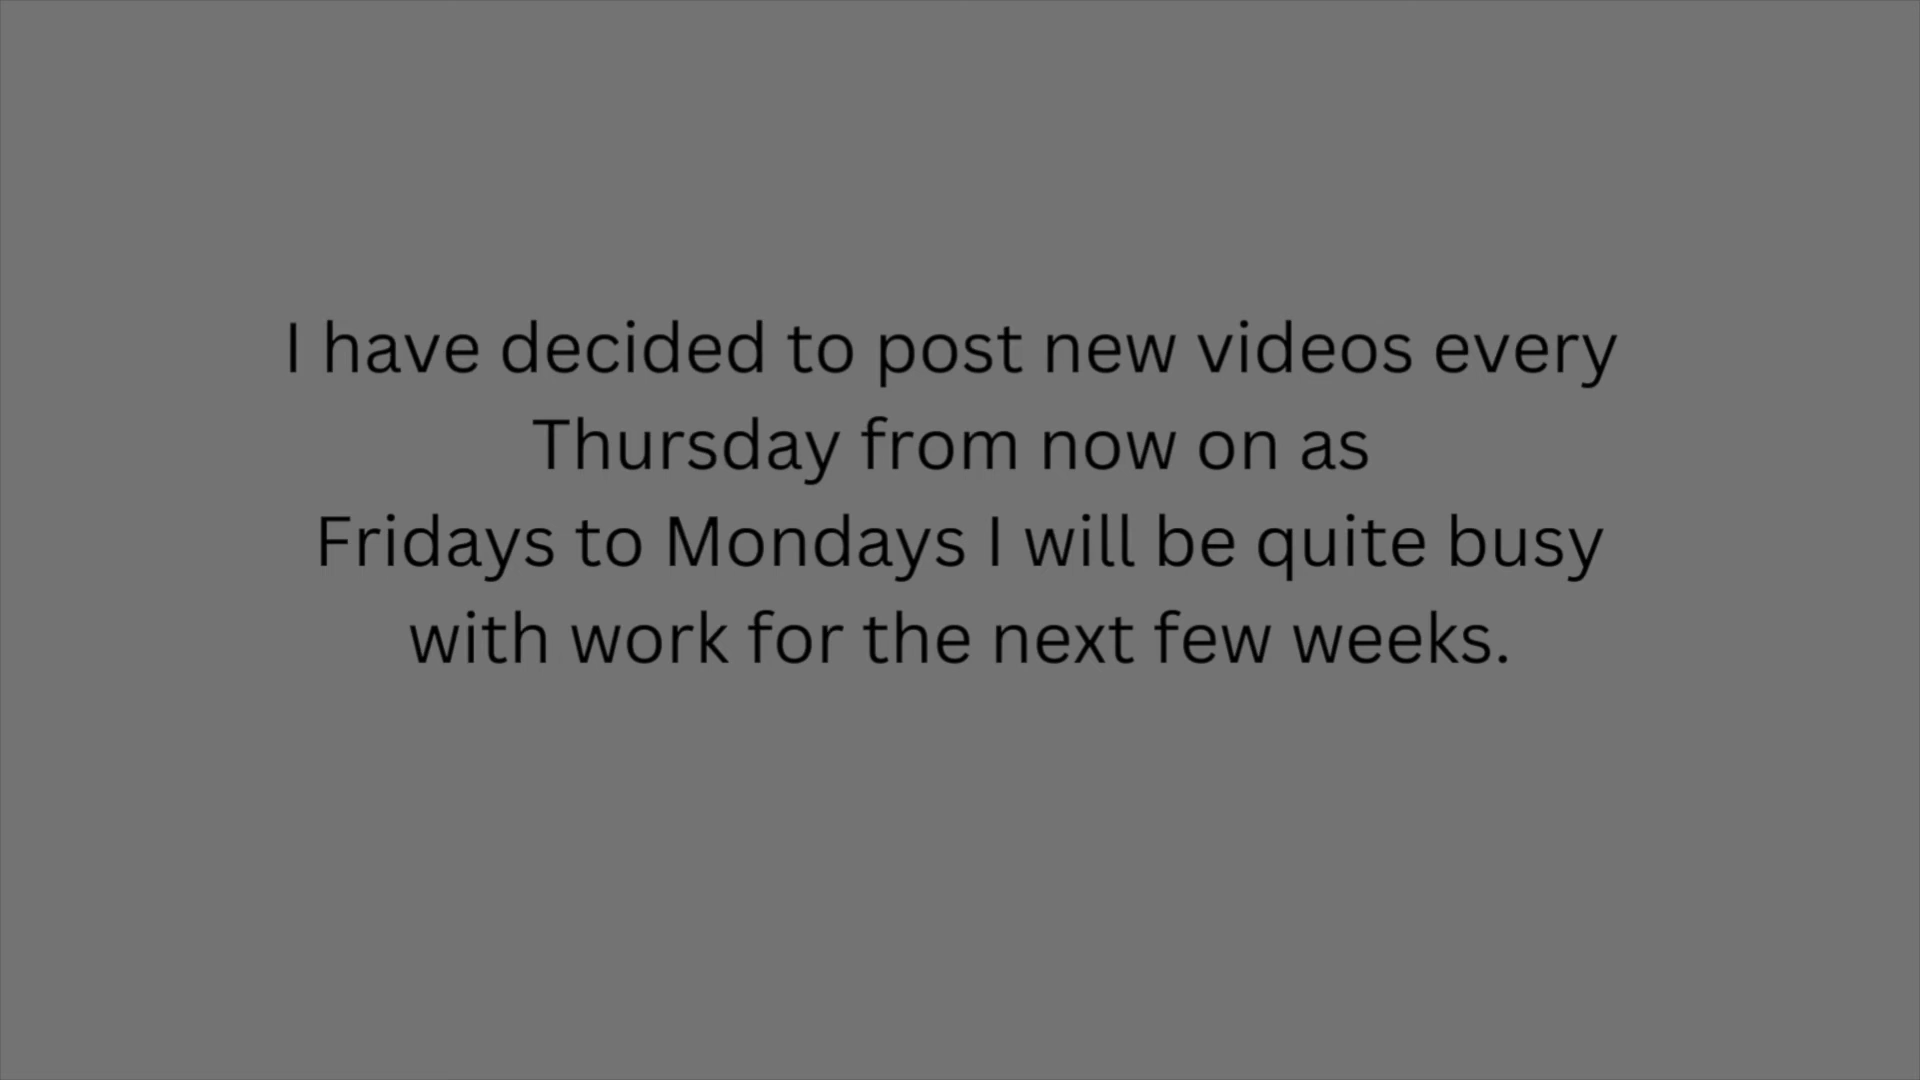 I have decided to post new videos every
Thursday from now on as
Fridays to Mondays I will be quite busy
with work for the next few weeks.